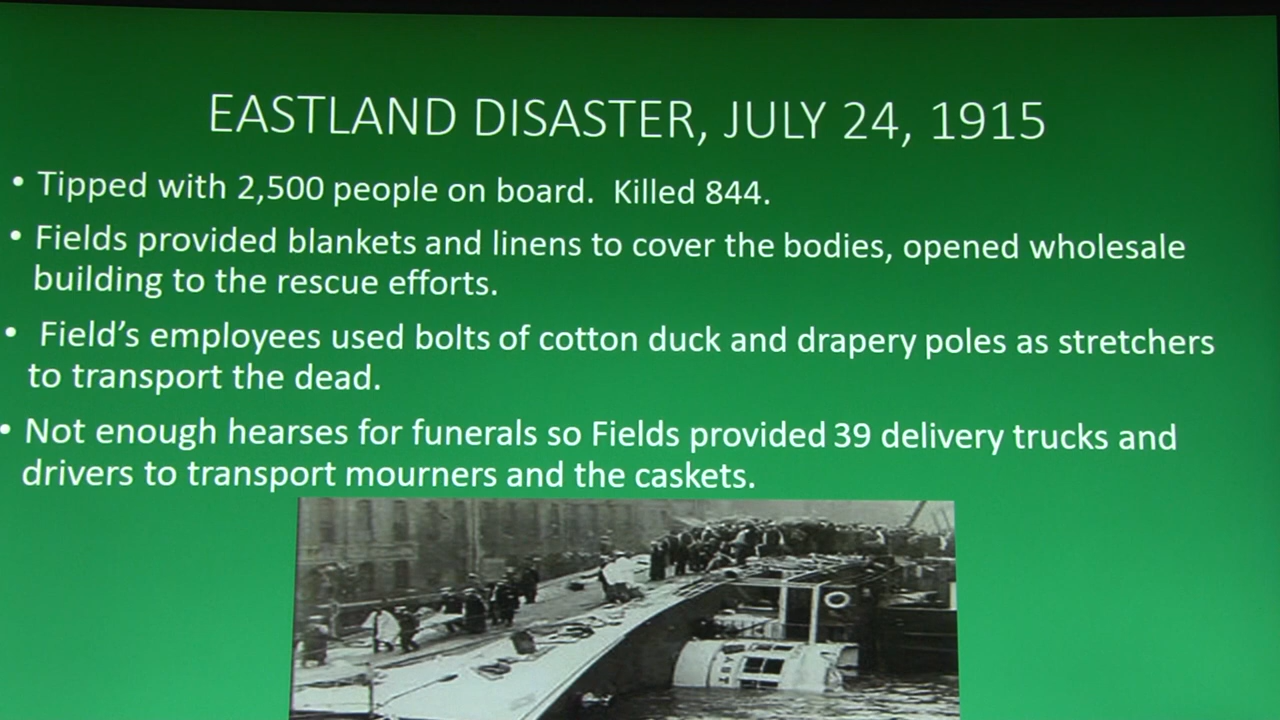 EASTLAND DISASTER, JULY 24, 1915
• Tipped with 2,500 people on board.  Killed 844.
• Fields provided blankets and linens to cover the bodies, opened wholesale
building to the rescue efforts.
•  Field’s employees used bolts of cotton duck and drapery poles as stretchers
to transport the dead.
• Not enough hearses for funerals so Fields provided 39 delivery trucks and
drivers to transport mourners and the caskets.
EAST